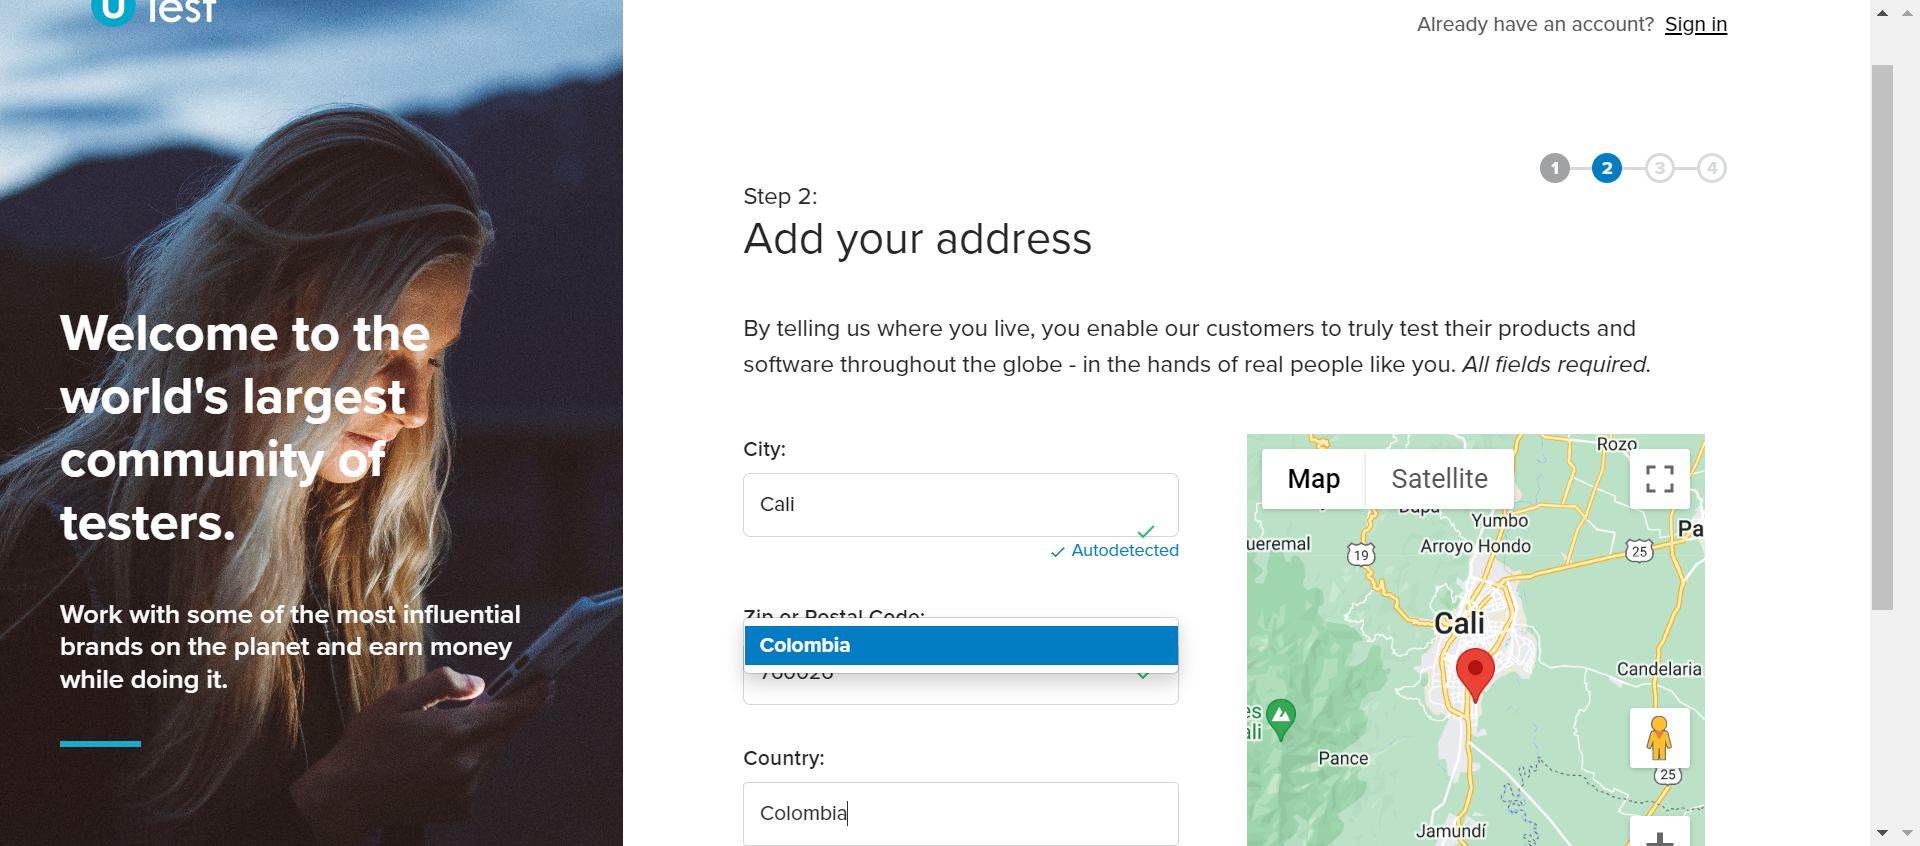 U Test
Already have an account? Sign in
1 2 3 4
Step 2:
Add your address
By telling us where you live, you enable our customers to truly test their products and
software throughout the globe - in the hands of real people like you. All fields required.
Welcome to the
world's largest
community of
testers.
Work with some of the most influential
brands on the planet and earn money
while doing it.
City:
Cali
Autodetected
Zip or Postal Code:
Colombia
760026
Country:
Colombia
Map Satellite
Rozo
Yumbo
Pa
ueremal
19
Arroyo Hondo
25
Cali
Candelaria
es
ali
Pance
25
Jamundí